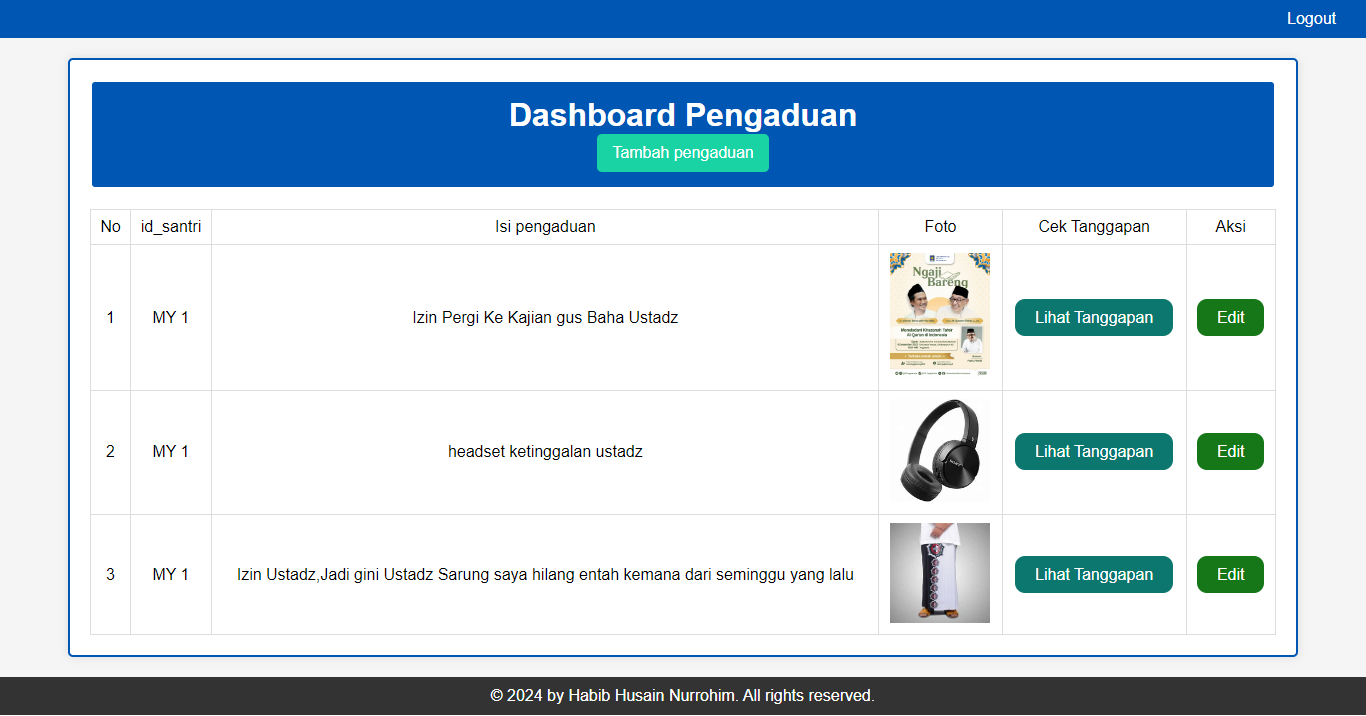 Logout
Dashboard Pengaduan
Tambah pengaduan
No id_santri Isi pengaduan Foto Cek Tanggapan Aksi
Ngaji
Bareng
1 MY 1 Izin Pergi Ke Kajian gus Baha Ustadz Lihat Tanggapan Edit
2 MY 1 headset ketinggalan ustadz Lihat Tanggapan Edit
3 MY 1 Izin Ustadz,Jadi gini Ustadz Sarung saya hilang entah kemana dari seminggu yang lalu Lihat Tanggapan Edit
© 2024 by Habib Husain Nurrohim. All rights reserved.